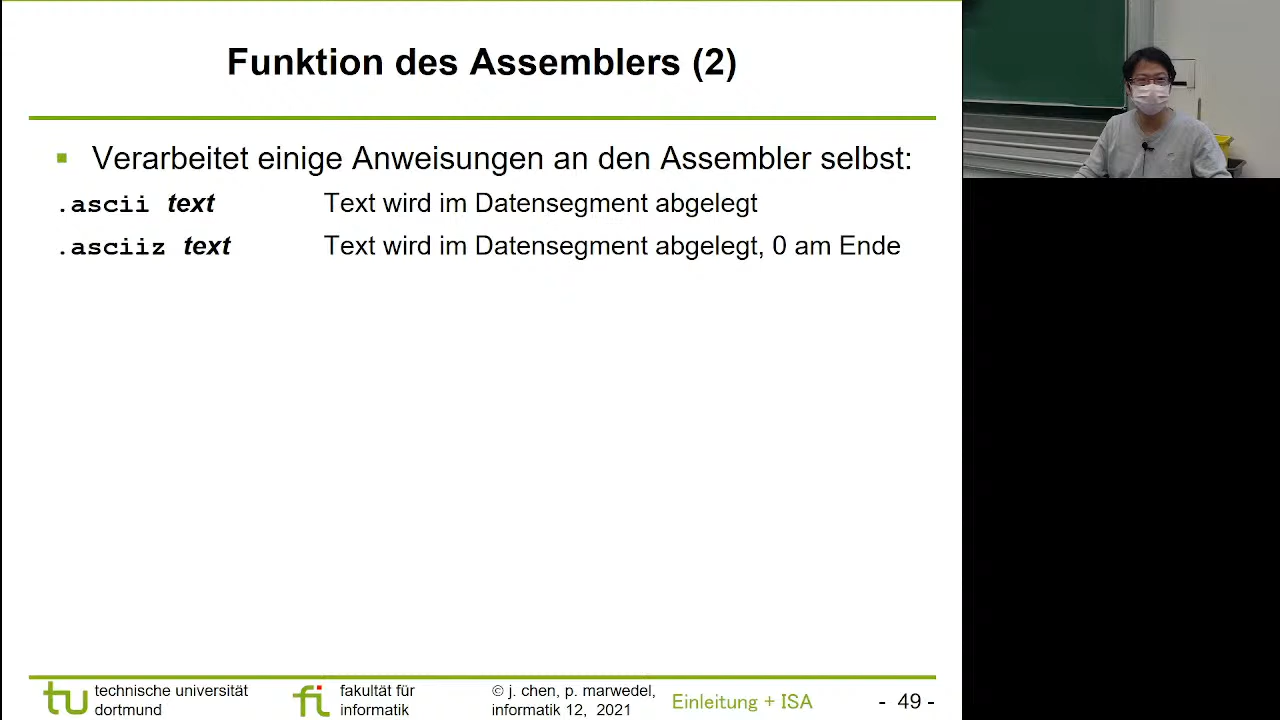 Funktion des Assemblers (2)
▪ Verarbeitet einige Anweisungen an den Assembler selbst:
.ascii text Text wird im Datensegment abgelegt
.asciiz text Text wird im Datensegment abgelegt, 0 am Ende
tu technische universität
dortmund
fi fakultät für
informatik
© j. chen, p. marwedel,
informatik 12, 2021
Einleitung + ISA
- 49 -